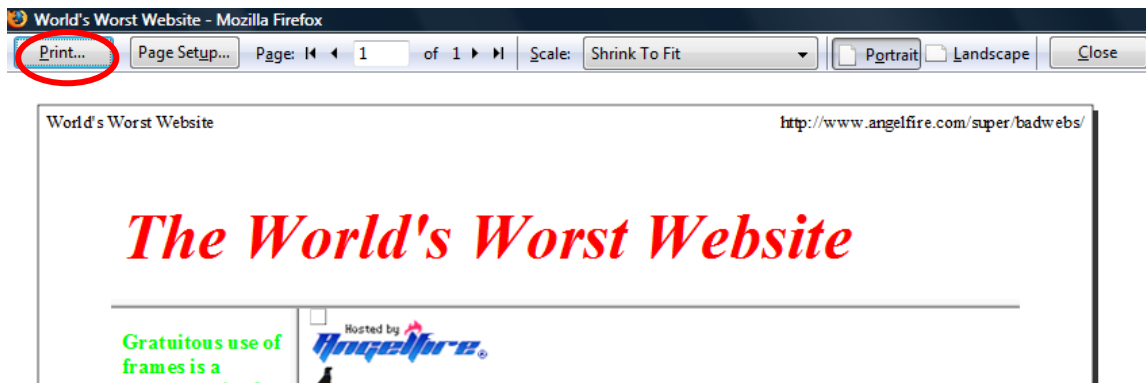 World's Worst Website - Mozilla Firefox
Print... Page Setup... Page: 1 of 1 Scale: Shrink To Fit Portrait Landscape Close
World's Worst Website http://www.angelfire.com/super/badwebs/
The World's Worst Website
Gratuitous use of
frames is a
Hosted by
Angelfire®